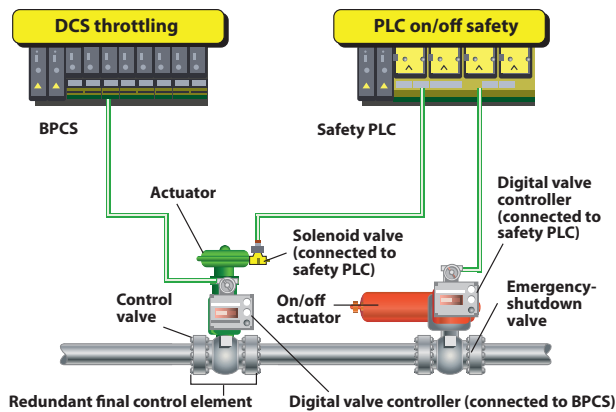 DCS throttling
PLC on/off safety
BPCS
Safety PLC
Actuator
Solenoid valve
(connected to
safety PLC)
Digital valve
controller
(connected to
safety PLC)
Control
valve
On/off
actuator
Emergency-
shutdown
valve
Redundant final control element
Digital valve controller (connected to BPCS)